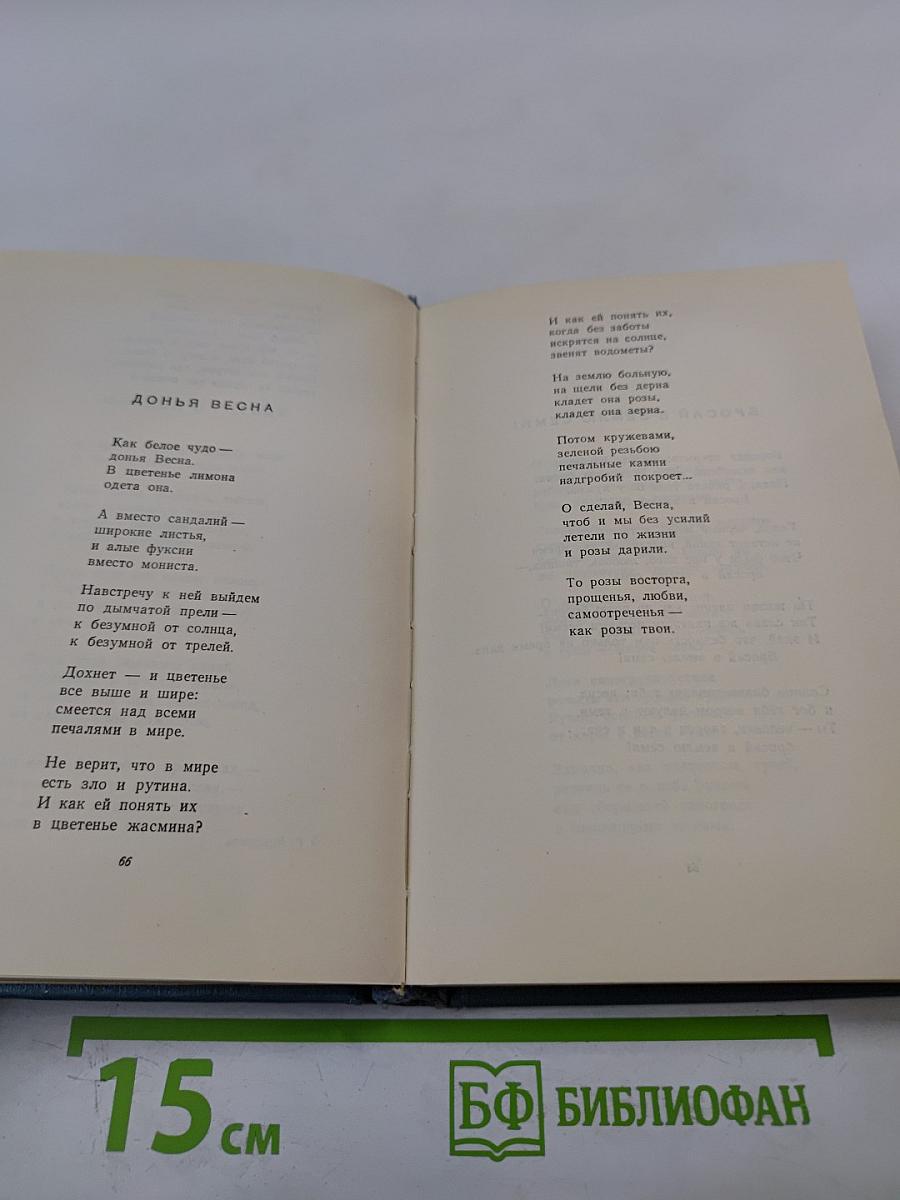 ДОНЬЯ ВЕСНА
Как белое чудо —
донья Весна.
В цветенье лимона
одета она.
А вместо сандалий —
широкие листья,
и алые фуксии
вместо мониста.
Навстречу к ней выйдем
по дымчатой прели —
к безумной от солнца,
к безумной от трелей.
Дохнет — и цветенье
все выше и шире:
смеется над всеми
печалями в мире.
Не верит, что в мире
есть зло и рутина.
И как ей понять их
в цветенье жасмина?
66
И как ей понять их,
когда без заботы
искрятся на солнце,
звенят водометы?
На землю больную,
на щели без дерна
кладет она розы,
кладет она зерна.
Потом кружевами,
зеленой резьбою
печальные камни
надгробий покроет...
О сделай, Весна,
чтоб и мы без усилий
летели по жизни
и розы дарили.
То розы восторга,
прощенья, любви,
самоотреченья —
как розы твои.
15 см
БФ БИБЛИОФАН